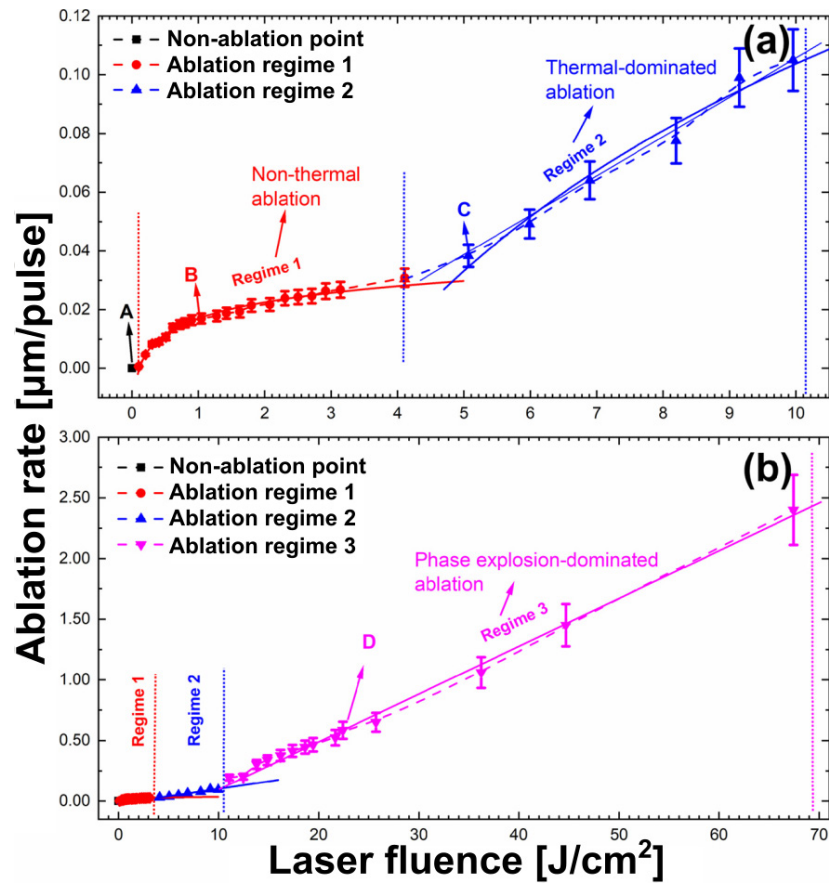 (a)
Non-ablation point
Ablation regime 1
Ablation regime 2
Thermal-dominated
ablation
Regime 2
Non-thermal
ablation
Regime 1
A
B
C
0.12
0.10
0.08
0.06
0.04
0.02
0.00
0 1 2 3 4 5 6 7 8 9 10
Ablation rate [µm/pulse]
(b)
Non-ablation point
Ablation regime 1
Ablation regime 2
Ablation regime 3
Phase explosion-dominated
ablation
Regime 3
D
Regime 1
Regime 2
3.00
2.50
2.00
1.50
1.00
0.50
0.00
0 10 20 30 40 50 60 70
Laser fluence [J/cm²]